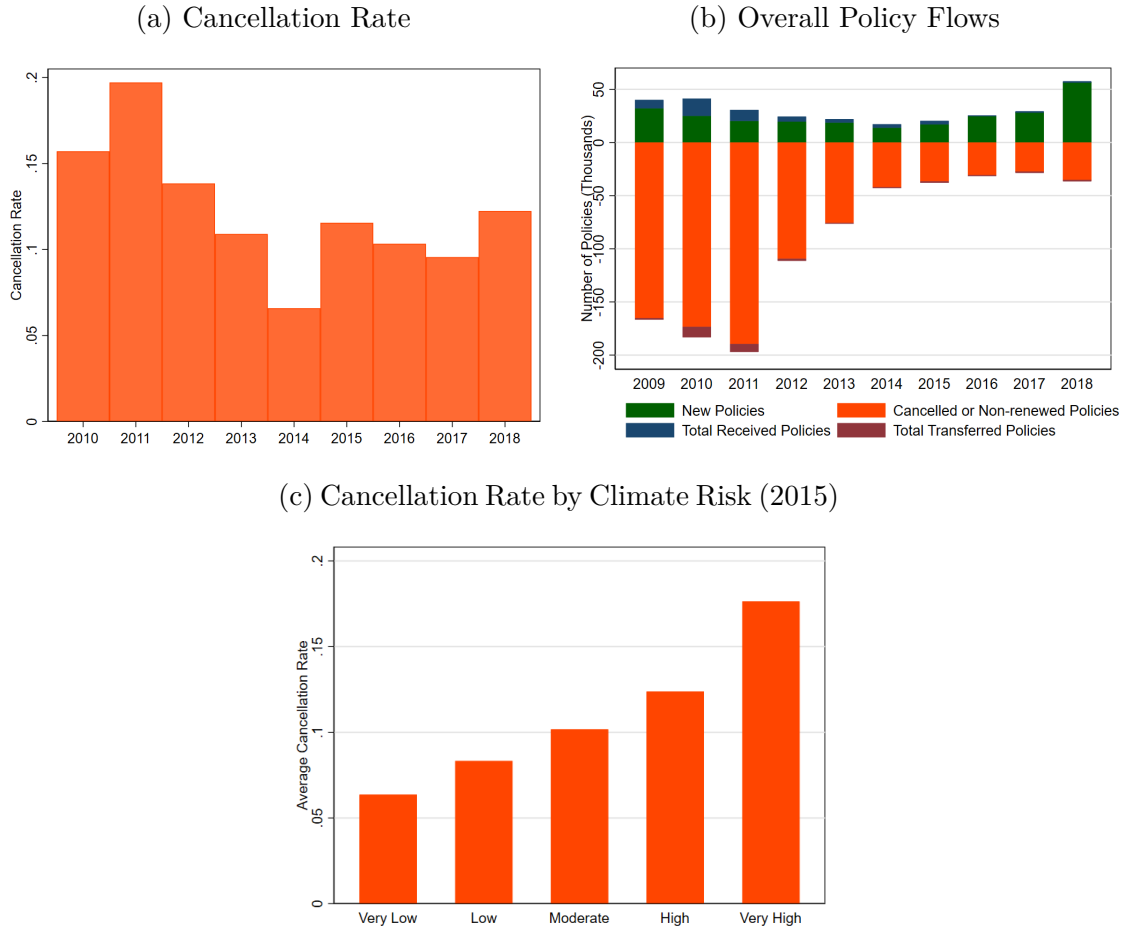 (a) Cancellation Rate
Cancellation Rate
.2
.15
.1
.05
0
2010 2011 2012 2013 2014 2015 2016 2017 2018
(b) Overall Policy Flows
Number of Policies (Thousands)
50
0
-50
-100
-150
-200
2009 2010 2011 2012 2013 2014 2015 2016 2017 2018
New Policies Cancelled or Non-renewed Policies
Total Received Policies Total Transferred Policies
(c) Cancellation Rate by Climate Risk (2015)
Average Cancellation Rate
.2
.15
.1
.05
0
Very Low Low Moderate High Very High